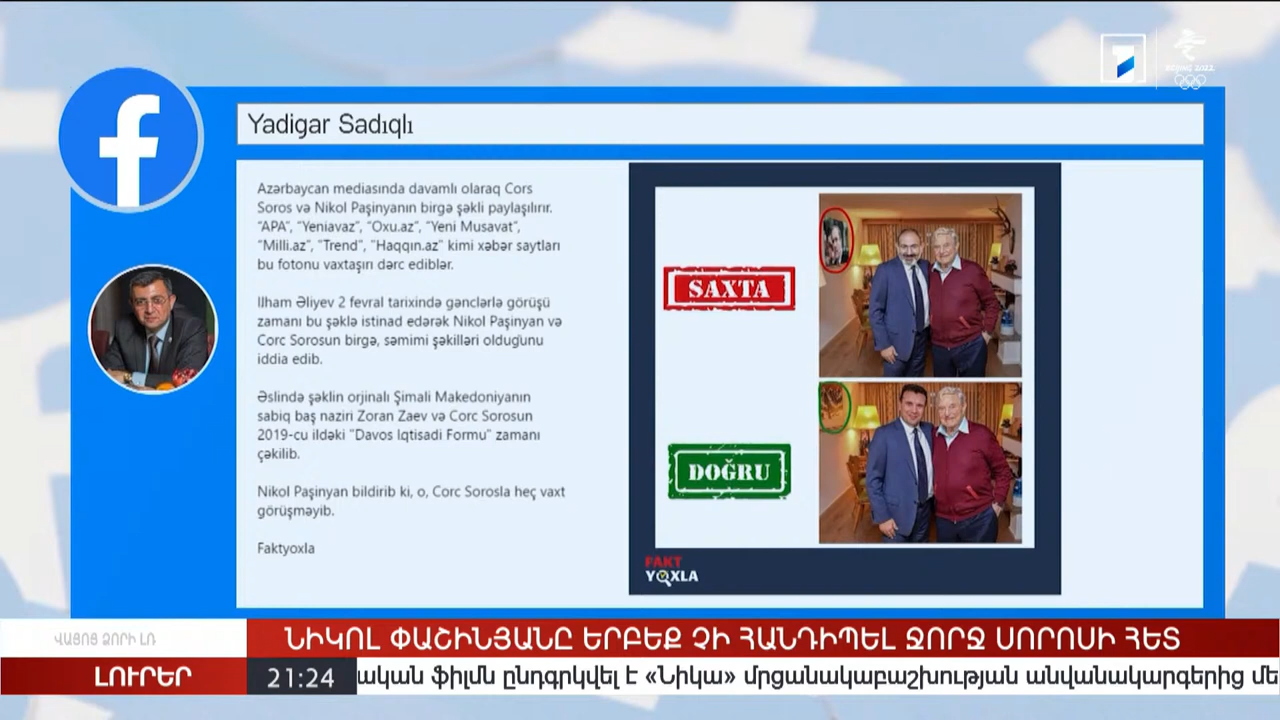 BEIJING 2022
Yadigar Sadıqlı
Azərbaycan mediasında davamlı olaraq Cors
Soros və Nikol Paşinyanın birgə şəkli paylaşılırır.
"APA", "Yeniavaz", "Oxu.az", "Yeni Musavat",
"Milli.az", "Trend", "Haqqın.az" kimi xəbər saytları
bu fotonu vaxtaşırı dərc ediblər.
Ilham Əliyev 2 fevral tarixində gənclərlə görüşü
zamanı bu şəklə istinad edərək Nikol Paşinyan və
Corc Sorosun birgə, səmimi şəkilləri olduğunu
iddia edib.
Əslində şəklin orjinalı Şimali Makedoniyanın
sabiq baş naziri Zoran Zaev və Corc Sorosun
2019-cu ildəki "Davos Iqtisadi Formu" zamanı
çəkilib.
Nikol Paşinyan bildirib ki, o, Corc Sorosla heç vaxt
görüşməyib.
Faktyoxla
SAXTA
DOĞRU
FAKT
YOXLA
ՎԱՅՈՑ ՁՈՐԻ ԼՌ
ՆԻԿՈԼ ՓԱՇԻՆՅԱՆԸ ԵՐԲԵՔ ՉԻ ՀԱՆԴԻՊԵԼ ՋՈՐՋ ՍՈՐՈՍԻ ՀԵՏ
ԼՈՒՐԵՐ
21:24
ական ֆիլմն ընդգրկվել է «Նիկա» մրցանակաբաշխության անվանակարգերից մե